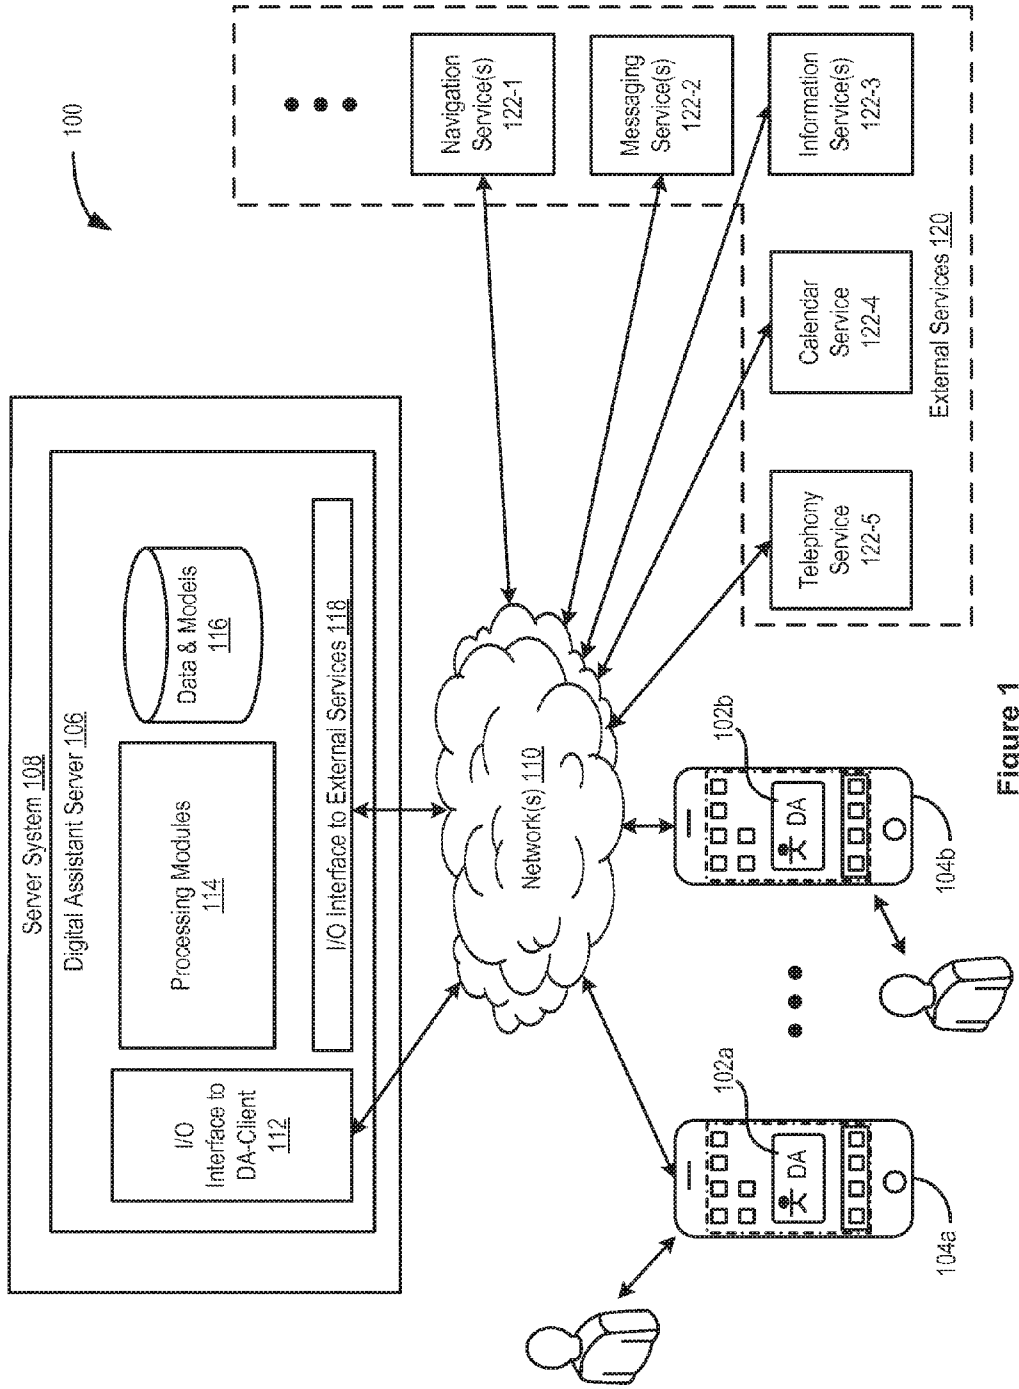 100
Server System 108
Digital Assistant Server 106
I/O
Interface to
DA-Client
112
Processing Modules
114
Data & Models
116
I/O Interface to External Services 118
Network(s) 110
Navigation
Service(s)
122-1
Messaging
Service(s)
122-2
Information
Service(s)
122-3
Calendar
Service
122-4
Telephony
Service
122-5
External Services 120
102a
DA
104a
102b
DA
104b
Figure 1